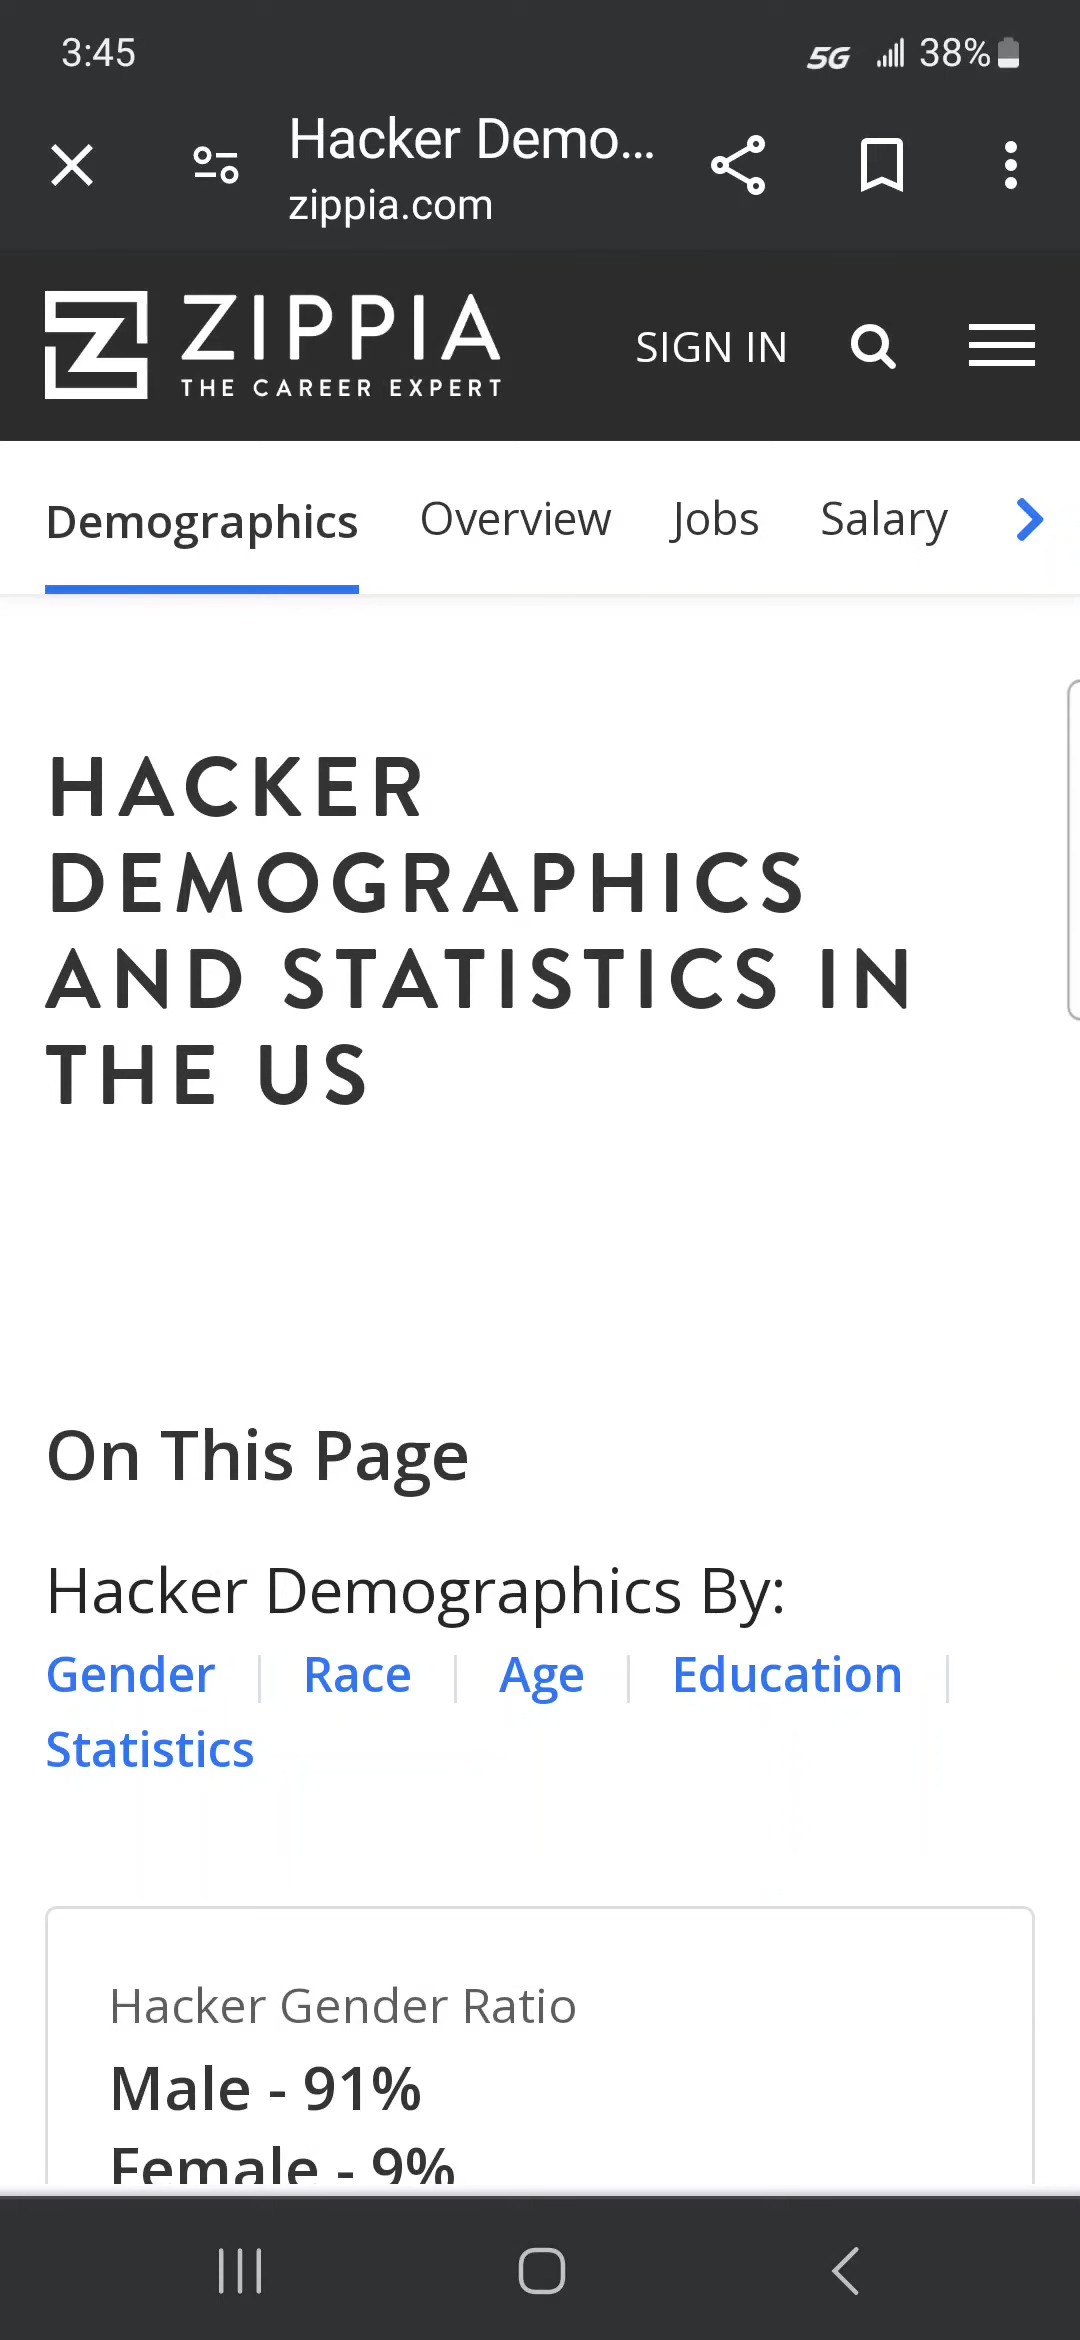 3:45
5G 38%
Hacker Demo...
zippia.com
ZIPPIA
THE CAREER EXPERT
SIGN IN
Demographics Overview Jobs Salary
HACKER
DEMOGRAPHICS
AND STATISTICS IN
THE US
On This Page
Hacker Demographics By:
Gender | Race | Age | Education |
Statistics
Hacker Gender Ratio
Male - 91%
Female - 9%